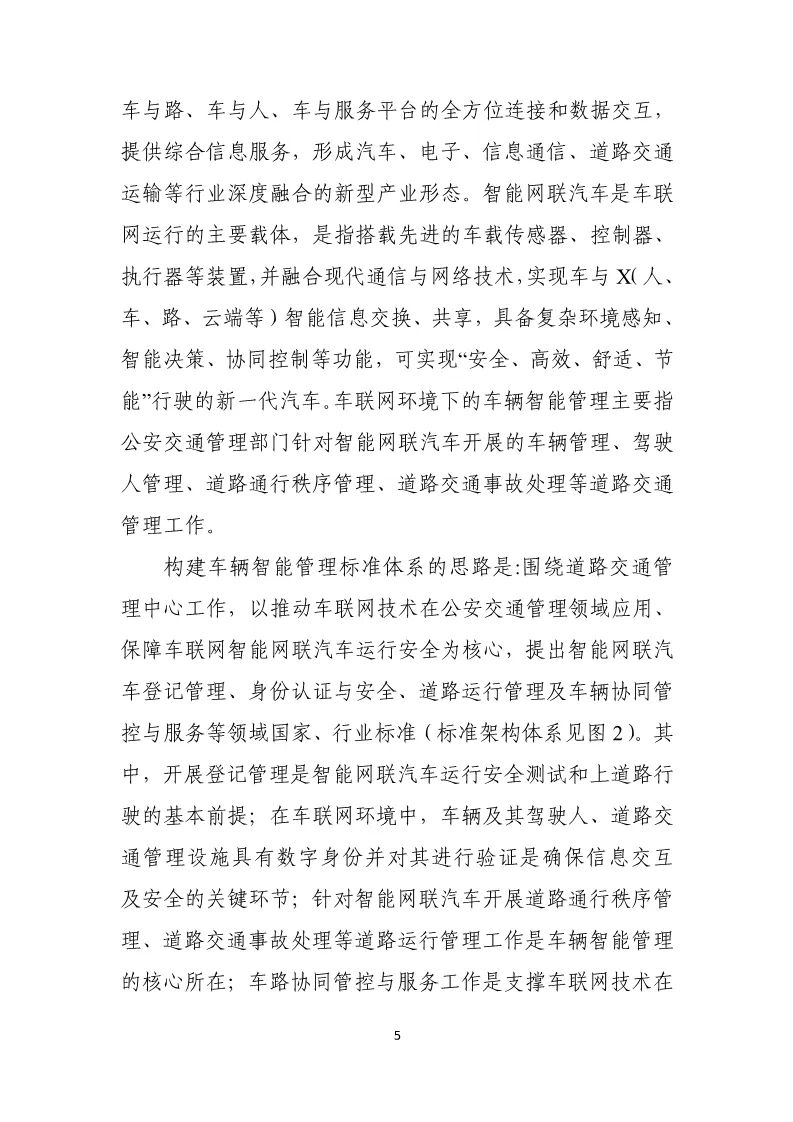 车与路、车与人、车与服务平台的全方位连接和数据交互，
提供综合信息服务，形成汽车、电子、信息通信、道路交通
运输等行业深度融合的新型产业形态。智能网联汽车是车联
网运行的主要载体，是指搭载先进的车载传感器、控制器、
执行器等装置，并融合现代通信与网络技术，实现车与 X（人、
车、路、云端等）智能信息交换、共享，具备复杂环境感知、
智能决策、协同控制等功能，可实现“安全、高效、舒适、节
能”行驶的新一代汽车。车联网环境下的车辆智能管理主要指
公安交通管理部门针对智能网联汽车开展的车辆管理、驾驶
人管理、道路通行秩序管理、道路交通事故处理等道路交通
管理工作。
构建车辆智能管理标准体系的思路是:围绕道路交通管
理中心工作，以推动车联网技术在公安交通管理领域应用、
保障车联网智能网联汽车运行安全为核心，提出智能网联汽
车登记管理、身份认证与安全、道路运行管理及车辆协同管
控与服务等领域国家、行业标准（标准架构体系见图 2）。其
中，开展登记管理是智能网联汽车运行安全测试和上道路行
驶的基本前提；在车联网环境中，车辆及其驾驶人、道路交
通管理设施具有数字身份并对其进行验证是确保信息交互
及安全的关键环节；针对智能网联汽车开展道路通行秩序管
理、道路交通事故处理等道路运行管理工作是车辆智能管理
的核心所在；车路协同管控与服务工作是支撑车联网技术在
5